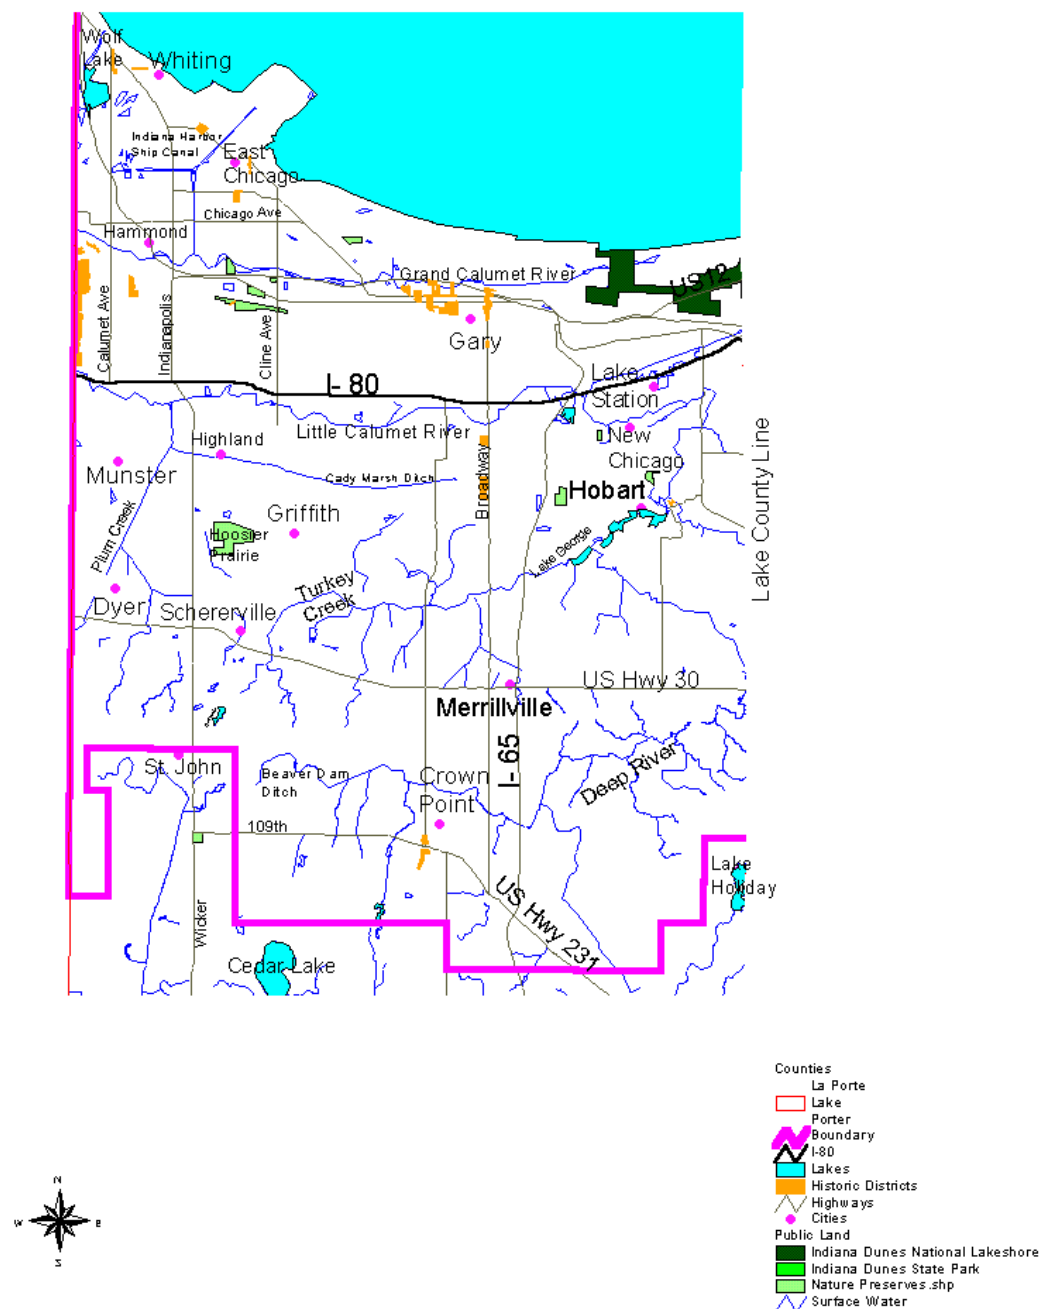 Wolf
Lake
Whiting
Indiana Harbor
Ship Canal
East
Chicago
Chicago Ave
Hammond
Grand Calumet River
US 12
Calumet Ave
Indianapolis
Cline Ave
Gary
I- 80
Lake
Station
Little Calumet River
Highland
New
Chicago
Munster
Cady Marsh Ditch
Broadway
Hobart
Lake County Line
Griffith
Plum Creek
Hoosier
Prairie
Lake George
Turkey
Creek
Dyer
Schererville
US Hwy 30
Merrillville
I- 65
St. John
Beaver Dam
Ditch
Crown
Point
Deep River
109th
Lake
Holiday
Wicker
US Hwy 231
Cedar Lake
Counties
La Porte
Lake
Porter
Boundary
I-80
Lakes
Historic Districts
Highways
Cities
Public Land
Indiana Dunes National Lakeshore
Indiana Dunes State Park
Nature Preserves.shp
Surface Water
N
W
E
S